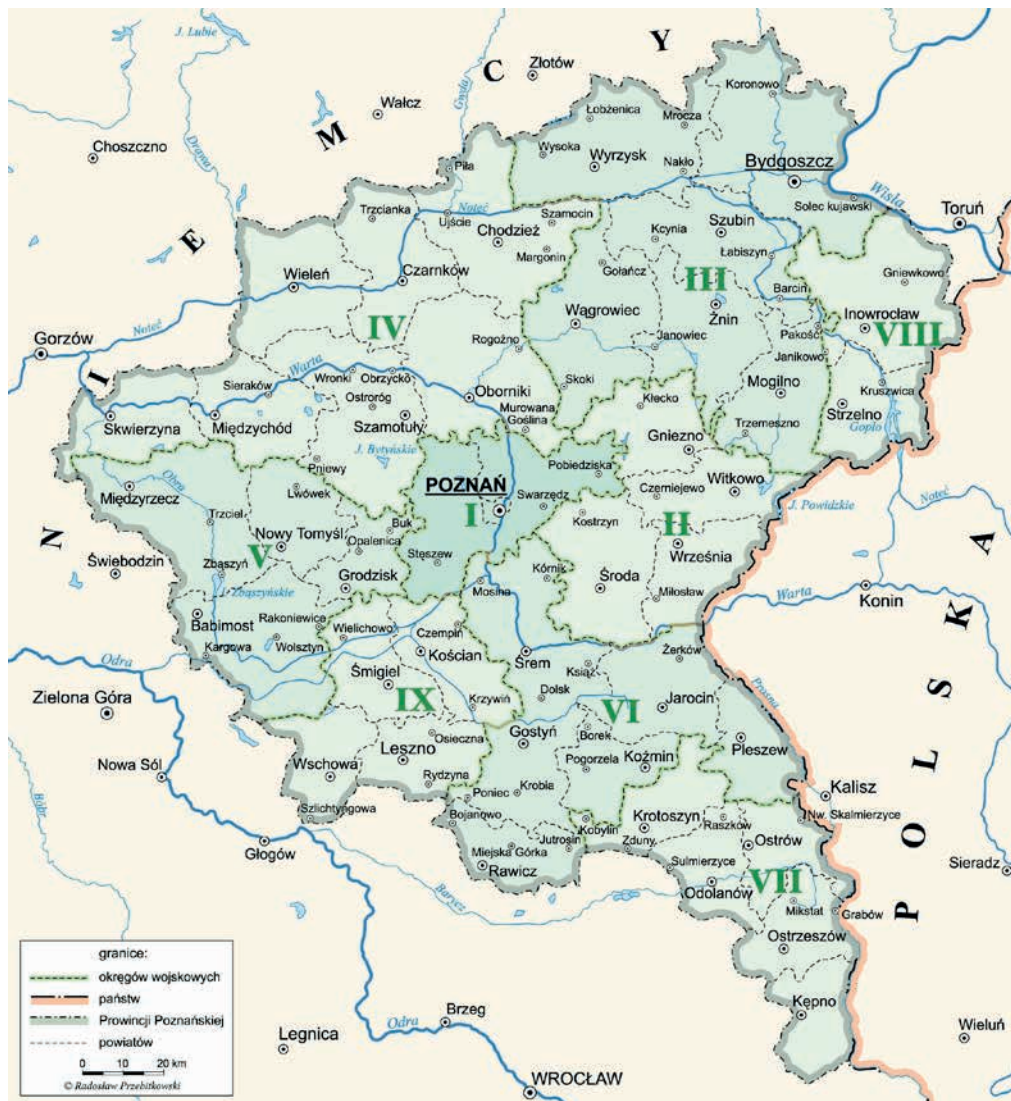 J. Lubie
Złotów
N I E M C Y
Wałcz
Gwda
Koronowo
Łobżenica
Mrocza
Choszczno
Drama
Wysoka
Wyrzysk
Nakło
Bydgoszcz
Piła
Wisła
Trzcianka
Noteć
Ujście
Szamocin
Solec kujawski
Toruń
Chodzież
Kcynia
Szubin
Margonin
Łabiszyn
Gołańcz
Gniewkowo
Wieleń
Czarnków
III
Barcin
Żnin
Inowrocław
Noteć
IV
Wągrowiec
VIII
Gorzów
Rogoźno
Janowiec
Pakość
Janikowo
Warta
Wronki
Obrzycko
Sieraków
Skoki
Mogilno
Kruszwica
Ostroróg
Oborniki
Kłecko
Strzelno
Skwierzyna
Międzychód
Szamotuły
Murowana
Goślina
Trzemeszno
Gopło
Gniezno
J. Bytyńskie
Pniewy
Pobiedziska
Obra
Międzyrzecz
Lwówek
POZNAŃ
Swarzędz
Czerniejewo
Witkowo
J. Powidzkie
Noteć
I
Trzciel
Buk
Kostrzyn
II
Nowy Tomyśl
Opalenica
Września
V
Stęszew
Świebodzin
Zbąszyń
J. Zbąszyńskie
Grodzisk
Kórnik
Środa
Mosina
Miłosław
Warta
Konin
P O L S K A
Babimost
Rakoniewice
Wielichowo
Czempiń
Kargowa
Wolsztyn
Kościan
Śrem
Książ
Żerków
Odra
Śmigiel
Zielona Góra
IX
Krzywiń
Dolsk
VI
Jarocin
Prosna
Osieczna
Gostyń
Borek
Pleszew
Leszno
Wschowa
Pogorzela
Koźmin
Nowa Sól
Rydzyna
Krobia
Kalisz
Bóbr
Poniec
Szlichtyngowa
Bojanowo
Kobylin
Krotoszyn
Raszków
Nw. Skalmierzyce
Głogów
Miejska Górka
Jutrosin
Zduny
Ostrów
Rawicz
Sulmierzyce
Sieradz
Barycz
Odolanów
VII
Mikstat
Grabów
Ostrzeszów
Kępno
Brzeg
Legnica
Odra
Wieluń
WROCŁAW
granice:
okręgów wojskowych
państw
Prowincji Poznańskiej
powiatów
0 10 20 km
© Radosław Przebitkowski